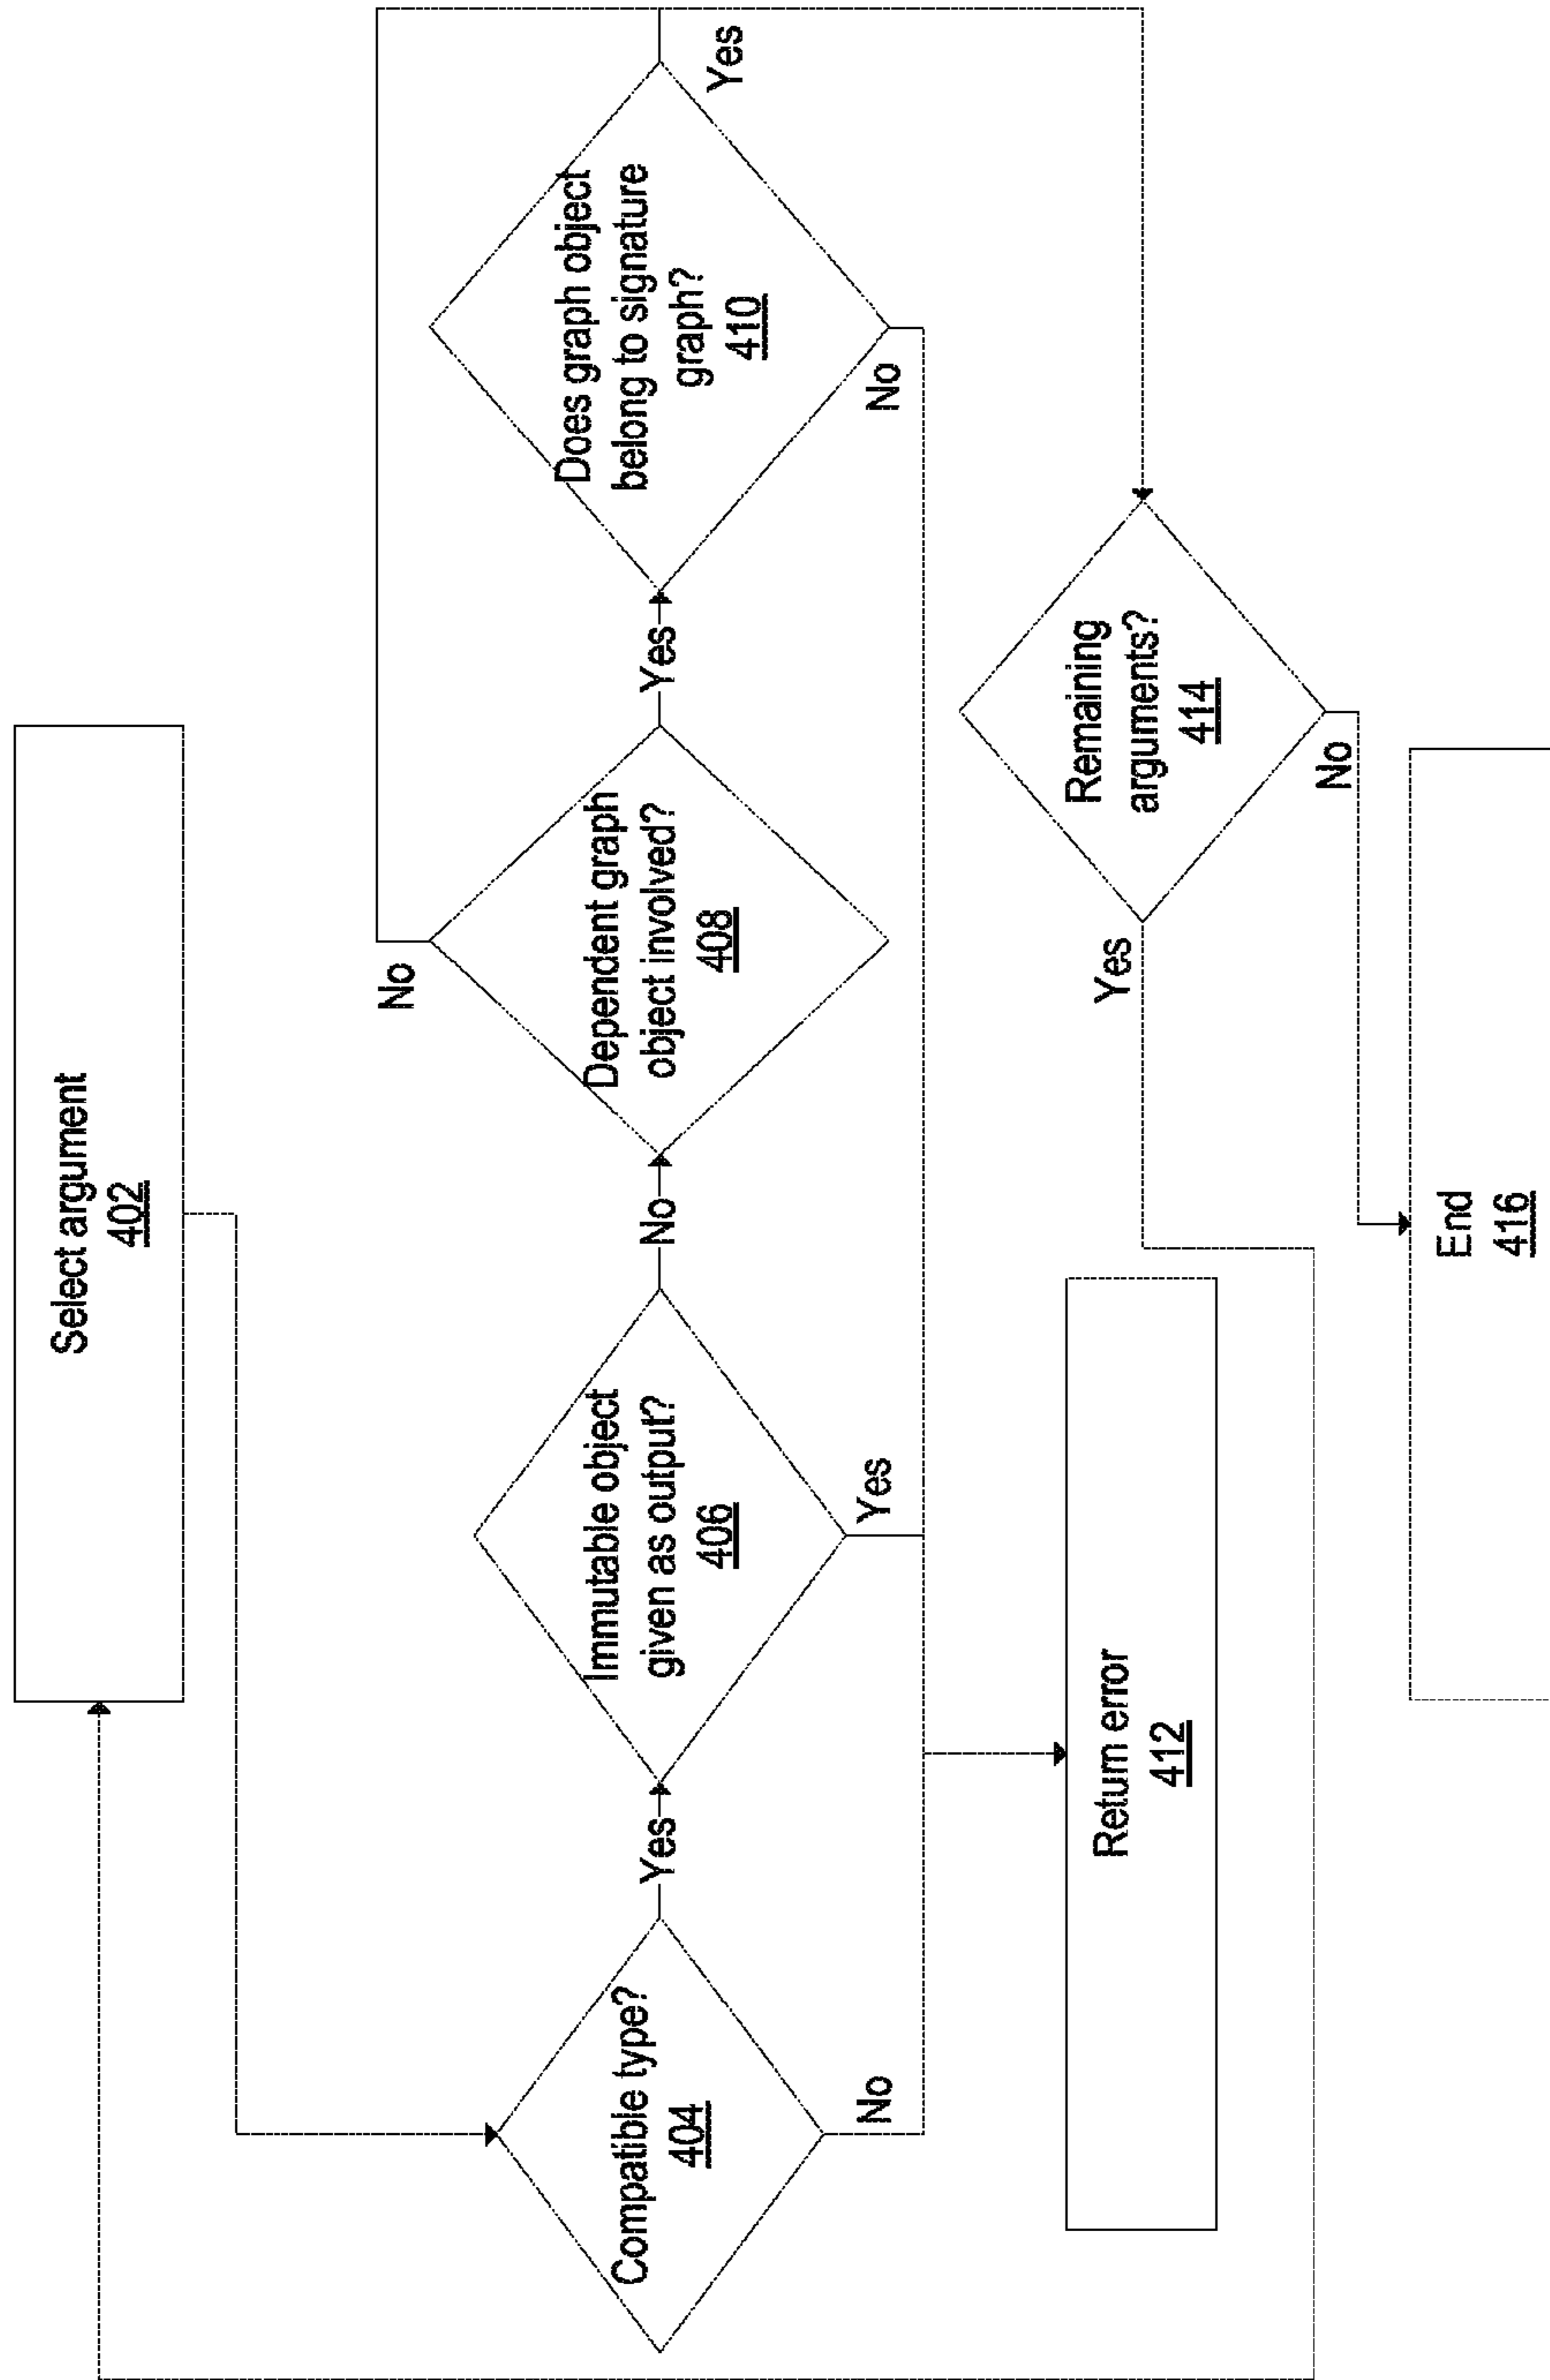 Select argument
402
Compatible type?
404
Yes
No
Immutable object
given as output?
406
No
Yes
Dependent graph
object involved?
408
No
Yes
Does graph object
belong to signature
graph?
410
Yes
No
Return error
412
Remaining
arguments?
414
Yes
No
End
416